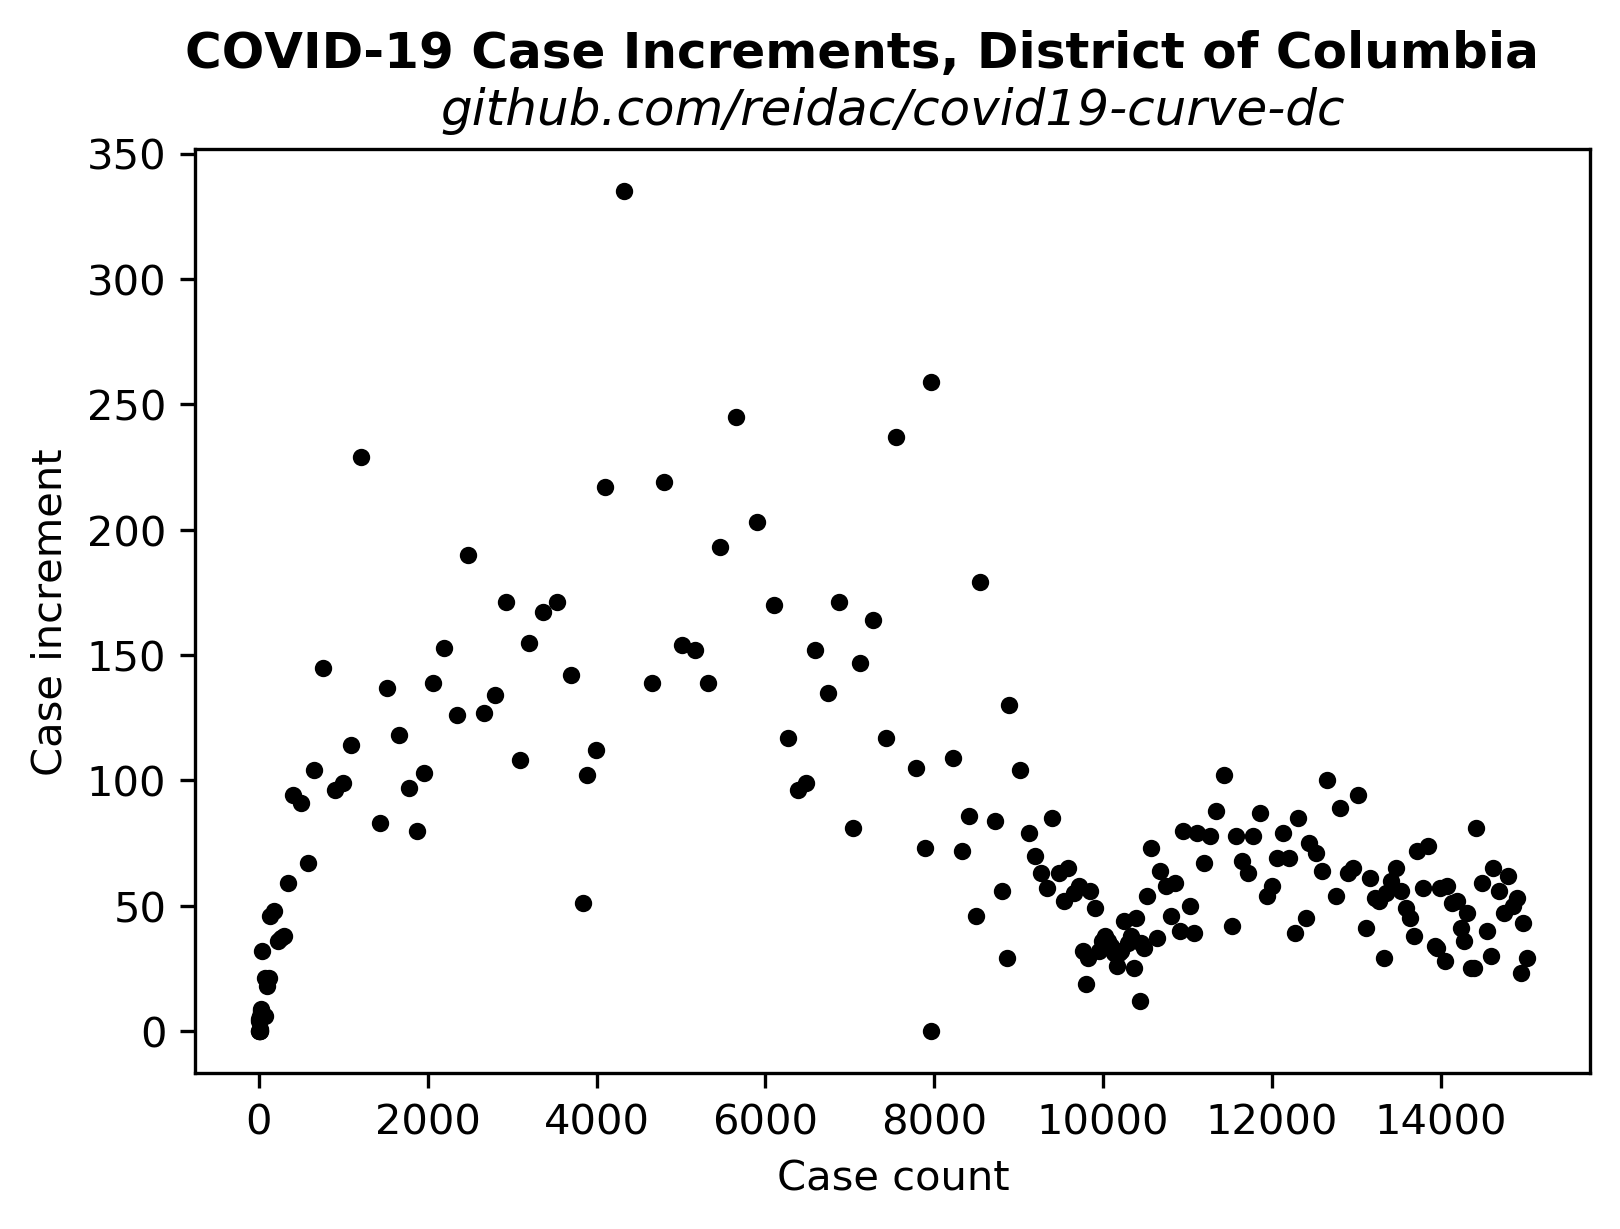 COVID-19 Case Increments, District of Columbia
github.com/reidac/covid19-curve-dc
350
300
250
200
150
100
50
0
Case increment
0 2000 4000 6000 8000 10000 12000 14000
Case count